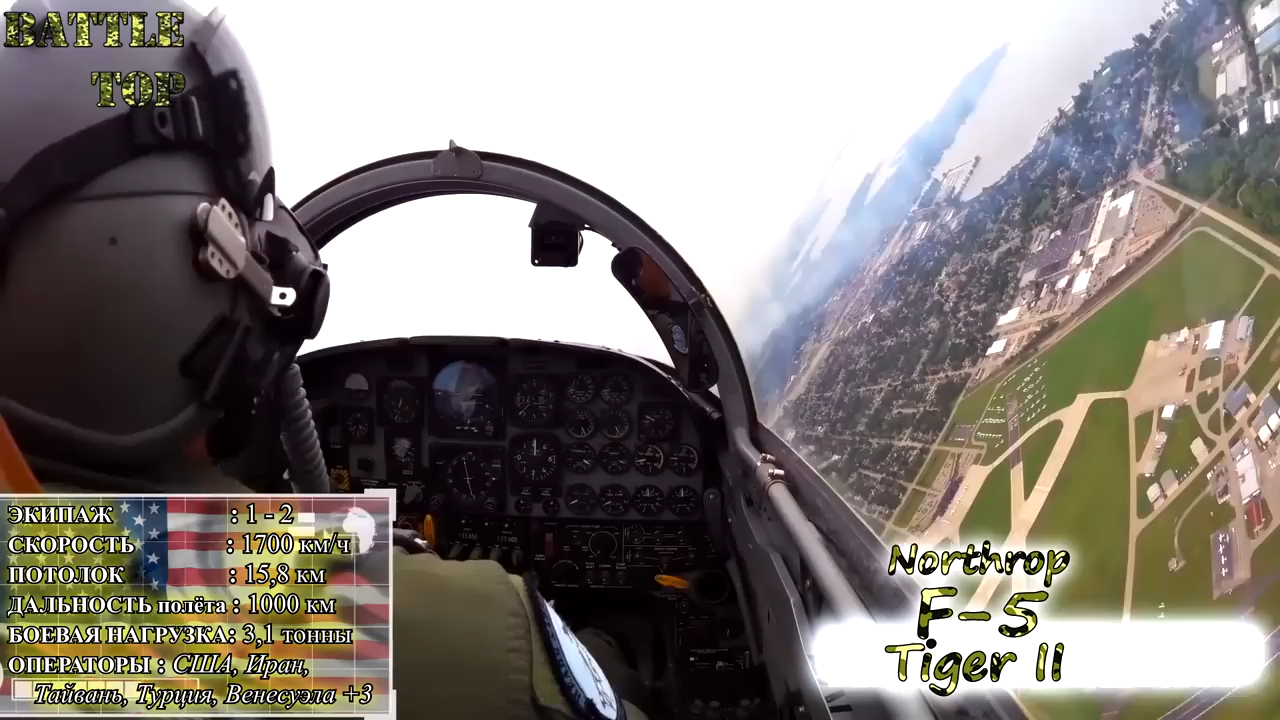 BATTLE
TOP
ЭКИПАЖ : 1 - 2
СКОРОСТЬ : 1700 км/ч
ПОТОЛОК : 15,8 км
ДАЛЬНОСТЬ полёта : 1000 км
БОЕВАЯ НАГРУЗКА: 3,1 тонны
ОПЕРАТОРЫ : США, Иран,
Тайвань, Турция, Венесуэла +3
Northrop
F-5
Tiger II